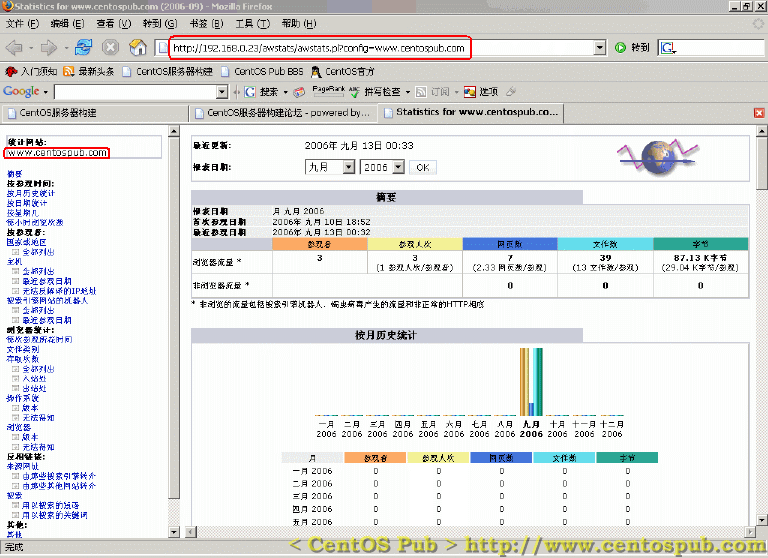 Statistics for www.centospub.com (2006-09) - Mozilla Firefox
文件(F) 编辑(E) 查看(V) 转到(G) 书签(B) 工具(T) 帮助(H)
http://192.168.0.23/awstats/awstats.pl?config=www.centospub.com
转到
入门须知 最新头条 CentOS服务器构建 CentOS Pub BBS CentOS官方
Google 搜索 PageRank 拼写检查 订阅 选项
CentOS服务器构建
CentOS服务器构建论坛 - powered by...
Statistics for www.centospub.co...
统计网站:
www.centospub.com
摘要
按参观时间:
按月历史统计
按日期统计
按星期几
每小时浏览次数
按参观者:
国家或地区
全部列出
主机
全部列出
最近参观日期
无法反解译的IP地址
搜索引擎网站的机器人
全部列出
最近参观日期
浏览器统计:
每次参观所花时间
文件类别
存取次数
全部列出
入站处
出站处
操作系统
版本
无法得知
浏览器
版本
无法得知
反相链接:
来源网址
由那些搜索引擎转介
由那些其他网站转介
搜索
用以搜索的短语
用以搜索的关键词
其他:
其他
最近更新: 2006年 九月 13日 00:33
报表日期: 九月 2006 OK
摘要
报表日期 月 九月 2006
首次参观日期 2006年 九月 10日 18:52
最近参观日期 2006年 九月 13日 00:32
参观者 参观人次 网页数 文件数 字节
浏览器流量 * 3 3 7 39 87.13 K字节
(1 参观人次/参观者) (2.33 网页数/参观) (13 文件数/参观) (29.04 K字节/参观)
非浏览器流量 * 0 0 0
* 非浏览的流量包括搜索引擎机器人，蠕虫病毒产生的流量和非正常的HTTP相应
按月历史统计
一月 二月 三月 四月 五月 六月 七月 八月 九月 十月 十一月 十二月
2006 2006 2006 2006 2006 2006 2006 2006 2006 2006 2006 2006
月 参观者 参观人次 网页数 文件数 字节
一月 2006 0 0 0 0 0
二月 2006 0 0 0 0 0
三月 2006 0 0 0 0 0
四月 2006 0 0 0 0 0
五月 2006 0 0 0 0 0
完成
< CentOS Pub > http://www.centospub.com